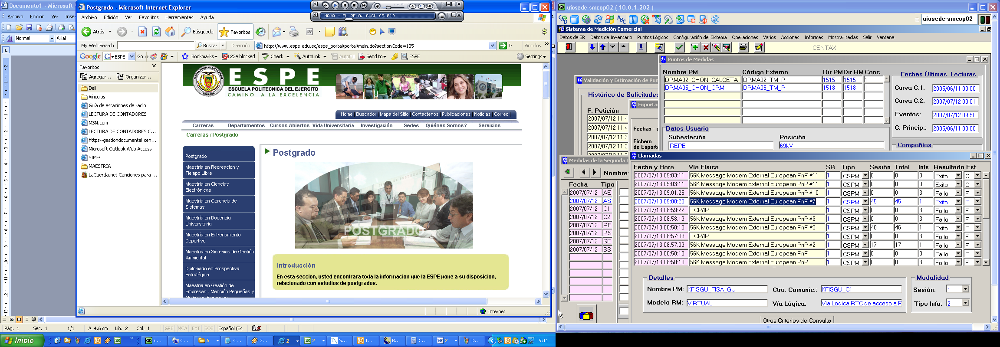 Documento1 - Microsoft W
Archivo Edición Ver Inser
Normal Arial
Postgrado - Microsoft Internet Explorer
Archivo Edición Ver Favoritos Herramientas Ayuda
MANA - EL RELOJ CUCU (5:01)
PL ML
Atrás Búsqueda Favoritos
My Web Search Buscar Dirección http://www.espe.edu.ec/espe_portal/portal/main.do?sectionCode=105 Ir Vínculos
Google ESPE Go Bookmarks 224 blocked Check AutoLink AutoFill Send to ESPE Settings
Favoritos
Agregar... Organizar...
Dell
Vínculos
Guía de estaciones de radio
LECTURA DE CONTADORES
MSN.com
LECTURA DE CONTADORES C...
https--gestiondocumental.cen...
Microsoft Outlook Web Access
SIMEC
MAESTRIA
LaCuerda.net Canciones para ...
ESPE
ESCUELA POLITECNICA DEL EJERCITO
CAMINO A LA EXCELENCIA
ECUADOR
Home | Buscador | Mapa del Sitio | Contáctenos | Publicaciones | Noticias | Correo |
Carreras Departamentos Cursos Abiertos Vida Universitaria Investigación Sedes Quiénes Somos? Servicios
Carreras / Postgrado
Postgrado
Maestría en Recreación y
Tiempo Libre
Maestría en Ciencias
Electrónicas
Maestría en Gerencia de
Sistemas
Maestría en Docencia
Universitaria
Maestría en Entrenamiento
Deportivo
Maestria en Sistemas de Gestión
Ambiental
Diplomado en Prospectiva
Estratégica
Maestria en Gestión de
Empresas - Mención Pequeñas y
Medianas Empresas
Postgrado
POSTGRADO
Introducción
En esta seccion, usted encontrara toda la informacion que la ESPE pone a su disposicion,
relacionado con estudios de postgrados.
Internet
Pág. 1 Sec. 1 1/1 A 4.6 cm Lín. 2 Col. 1 GRB MCA EXT SOB Español (Es
Inicio u... C... 5 C... 2... 2 2 S... I... B... C... 2 D... 9:11
uiosede-smcop02 ( 10.0.1.202 )
uiosede-smcop02
Sistema de Medición Comercial
Datos de SR Datos de Inventario Puntos Lógicos Configuración del Sistema Operaciones Varios Acciones Informes Mostrar teclas Salir Ventana
CENTAX
Puntos de Medidas
Nombre PM Código Externo Dir.PM Dir.RM Conc.
DRMA02_CHON_CALCETA DRMA02_TM_P 1515 1515 1
DRMA05_CHON_CRM DRMA05_TM_P 1518 1518 1
Fechas Últimas Lecturas
Curva C.1: 2005/06/11 00:00
Curva C.2: 2007/07/12 00:01
Eventos: 2007/07/12 09:50
C. Princip.: 2005/06/11 00:00
Compañías
Datos Usuario
Subestación Posición
REPE 69kV
Validación y Estimación de Pun
Histórico de Solicitudes
F. Petición
2007/07/12 11:4
2007/07/12 11:4
2007/07/12 11:3
2007/07/12 11:3
Exporta
Fechas - d
Fichero
de Exporta
Medidas de la Segunda C
Nombre:
Fecha Tipo
2007/07/12 AE
2007/07/12 AS
2007/07/12 C1
2007/07/12 C2
2007/07/12 RE
2007/07/12 RS
2007/07/12 SE
2007/07/12 SS
Llamadas
Fecha y Hora Vía Física SR Tipo Sesión Total Ints. Resultado Est.
2007/07/13 09:03:11 56K Message Modem External European PnP #11 1 CSPM 0 0 0 Exito C
2007/07/13 09:03:11 56K Message Modem External European PnP #11 1 CSPM 0 0 0 Exito C
2007/07/13 09:01:25 56K Message Modem External European PnP #10 1 CSPM 0 0 3 Fallo F
2007/07/13 09:00:20 56K Message Modem External European PnP #7 1 CSPM 45 45 1 Exito F
2007/07/13 08:59:22 TCP/IP 1 CSPM 0 0 3 Fallo F
2007/07/13 08:58:13 56K Message Modem External European PnP #6 1 CSPM 0 0 3 Fallo F
2007/07/13 08:58:13 56K Message Modem External European PnP #3 1 CSPM 40 46 1 Exito F
2007/07/13 08:57:03 TCP/IP 1 CSPM 0 0 3 Fallo F
2007/07/13 08:57:03 56K Message Modem External European PnP #2 1 CSPM 17 17 1 Fallo F
2007/07/13 08:50:10 56K Message Modem External European PnP 1 CSPM 0 0 3 Fallo F
2007/07/13 08:50:10 56K Message Modem External European PnP 1 CSPM 0 0 3 Fallo F
Detalles
Nombre PM: KFISGU_FISA_GU Ctro. Comunic.: KFISGU_C1
Modelo RM: VIRTUAL Vía Lógica: Via Logica RTC de acceso a P
Modalidad
Sesión: 1
Tipo Info: 2
Otros Criterios de Consulta